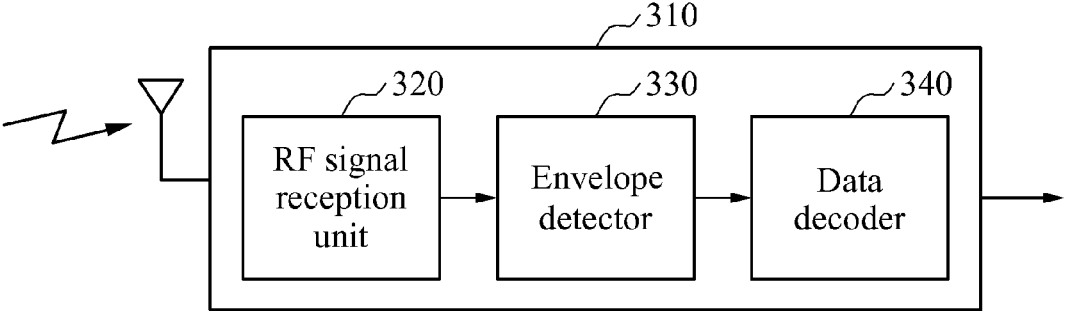 310
320
330
340
RF signal
reception
unit
Envelope
detector
Data
decoder